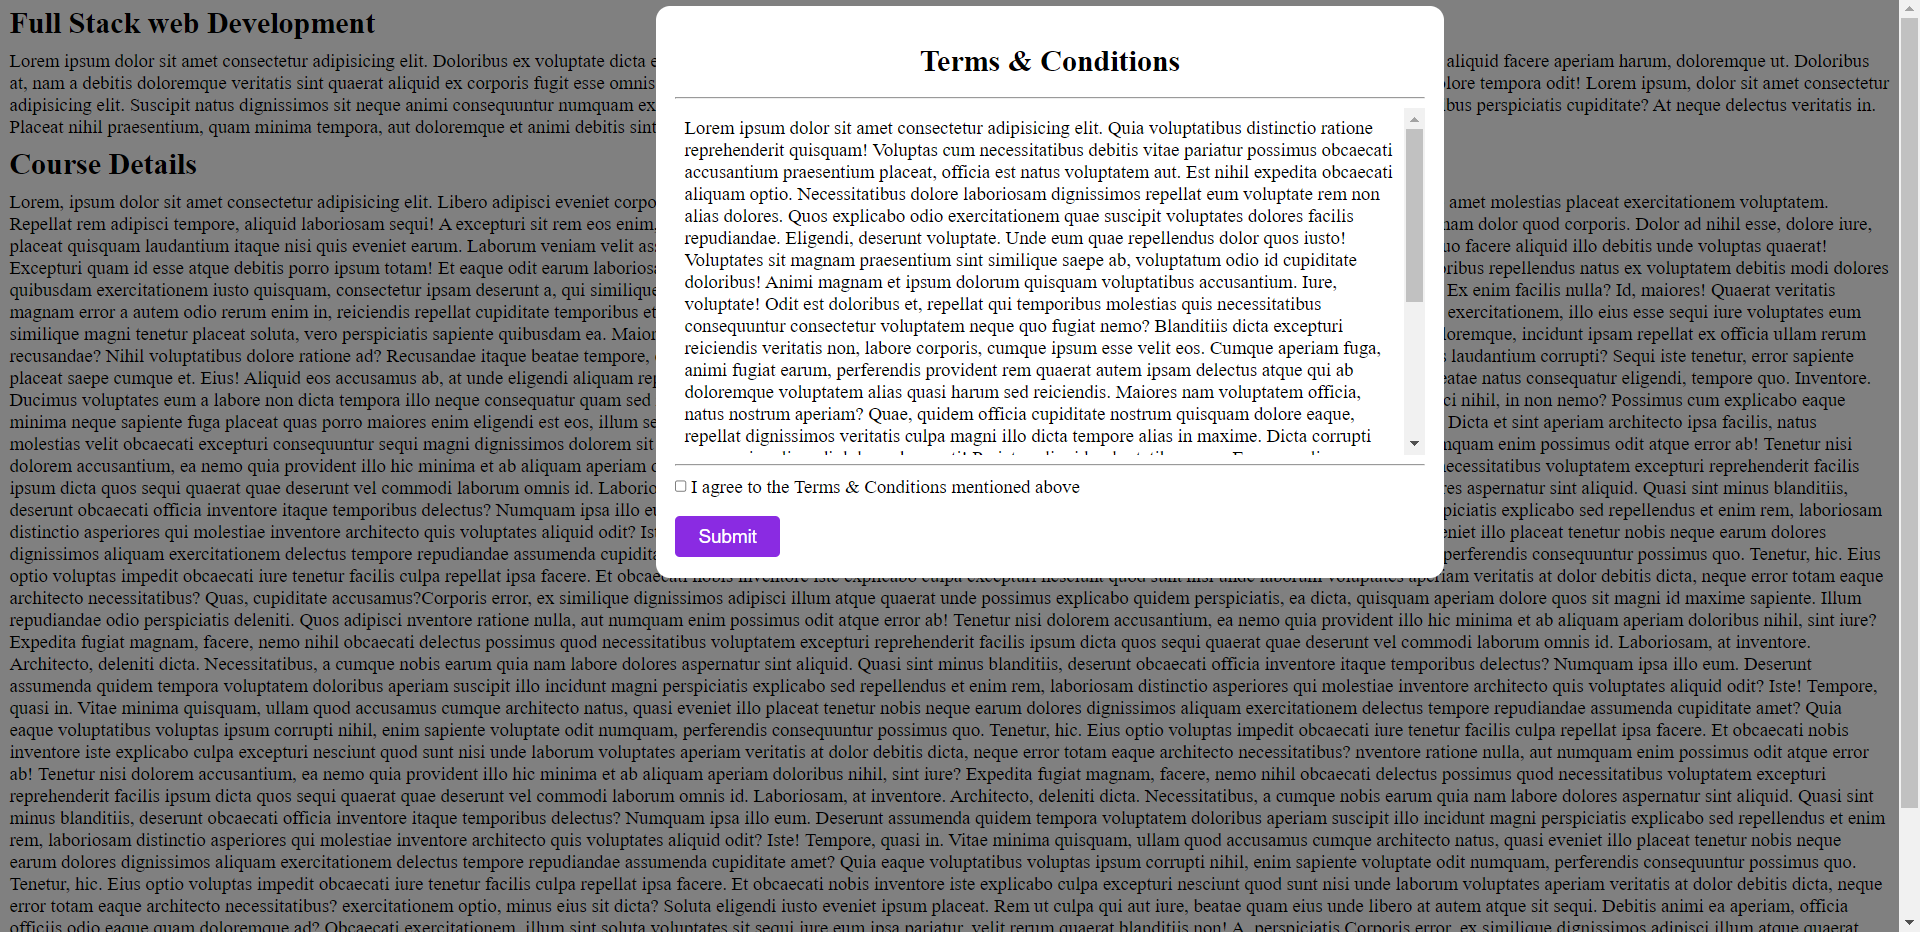 Full Stack web Development
Lorem ipsum dolor sit amet consectetur adipisicing elit. Doloribus ex voluptate dicta e
aliquid facere aperiam harum, doloremque ut. Doloribus
at, nam a debitis doloremque veritatis sint quaerat aliquid ex corporis fugit esse omnis
lore tempora odit! Lorem ipsum, dolor sit amet consectetur
adipisicing elit. Suscipit natus dignissimos sit neque animi consequuntur numquam ex
bus perspiciatis cupiditate? At neque delectus veritatis in.
Placeat nihil praesentium, quam minima tempora, aut doloremque et animi debitis sint
Course Details
Lorem, ipsum dolor sit amet consectetur adipisicing elit. Libero adipisci eveniet corpo
amet molestias placeat exercitationem voluptatem.
Repellat rem adipisci tempore, aliquid laboriosam sequi! A excepturi sit rem eos enim.
nam dolor quod corporis. Dolor ad nihil esse, dolore iure,
placeat quisquam laudantium itaque nisi quis eveniet earum. Laborum veniam velit as
uo facere aliquid illo debitis unde voluptas quaerat!
Excepturi quam id esse atque debitis porro ipsum totam! Et eaque odit earum laborios
ribus repellendus natus ex voluptatem debitis modi dolores
quibusdam exercitationem iusto quisquam, consectetur ipsam deserunt a, qui similique
Ex enim facilis nulla? Id, maiores! Quaerat veritatis
magnam error a autem odio rerum enim in, reiciendis repellat cupiditate temporibus et
exercitationem, illo eius esse sequi iure voluptates eum
similique magni tenetur placeat soluta, vero perspiciatis sapiente quibusdam ea. Maior
loremque, incidunt ipsam repellat ex officia ullam rerum
recusandae? Nihil voluptatibus dolore ratione ad? Recusandae itaque beatae tempore,
laudantium corrupti? Sequi iste tenetur, error sapiente
placeat saepe cumque et. Eius! Aliquid eos accusamus ab, at unde eligendi aliquam rep
eatae natus consequatur eligendi, tempore quo. Inventore.
Ducimus voluptates eum a labore non dicta tempora illo neque consequatur quam sed
ci nihil, in non nemo? Possimus cum explicabo eaque
minima neque sapiente fuga placeat quas porro maiores enim eligendi est eos, illum se
Dicta et sint aperiam architecto ipsa facilis, natus
molestias velit obcaecati excepturi consequuntur sequi magni dignissimos dolorem sit
mquam enim possimus odit atque error ab! Tenetur nisi
dolorem accusantium, ea nemo quia provident illo hic minima et ab aliquam aperiam d
necessitatibus voluptatem excepturi reprehenderit facilis
ipsum dicta quos sequi quaerat quae deserunt vel commodi laborum omnis id. Laborio
es aspernatur sint aliquid. Quasi sint minus blanditiis,
deserunt obcaecati officia inventore itaque temporibus delectus? Numquam ipsa illo eu
piciatis explicabo sed repellendus et enim rem, laboriosam
distinctio asperiores qui molestiae inventore architecto quis voluptates aliquid odit? Ist
eniet illo placeat tenetur nobis neque earum dolores
dignissimos aliquam exercitationem delectus tempore repudiandae assumenda cupidita
perferendis consequuntur possimus quo. Tenetur, hic. Eius
optio voluptas impedit obcaecati iure tenetur facilis culpa repellat ipsa facere. Et obcaecati nobis inventore iste explicabo culpa excepturi nesciunt quod sunt nisi unde laborum voluptates aperiam veritatis at dolor debitis dicta, neque error totam eaque
architecto necessitatibus? Quas, cupiditate accusamus?Corporis error, ex similique dignissimos adipisci illum atque quaerat unde possimus explicabo quidem perspiciatis, ea dicta, quisquam aperiam dolore quos sit magni id maxime sapiente. Illum
repudiandae odio perspiciatis deleniti. Quos adipisci nventore ratione nulla, aut numquam enim possimus odit atque error ab! Tenetur nisi dolorem accusantium, ea nemo quia provident illo hic minima et ab aliquam aperiam doloribus nihil, sint iure?
Expedita fugiat magnam, facere, nemo nihil obcaecati delectus possimus quod necessitatibus voluptatem excepturi reprehenderit facilis ipsum dicta quos sequi quaerat quae deserunt vel commodi laborum omnis id. Laboriosam, at inventore.
Architecto, deleniti dicta. Necessitatibus, a cumque nobis earum quia nam labore dolores aspernatur sint aliquid. Quasi sint minus blanditiis, deserunt obcaecati officia inventore itaque temporibus delectus? Numquam ipsa illo eum. Deserunt
assumenda quidem tempora voluptatem doloribus aperiam suscipit illo incidunt magni perspiciatis explicabo sed repellendus et enim rem, laboriosam distinctio asperiores qui molestiae inventore architecto quis voluptates aliquid odit? Iste! Tempore,
quasi in. Vitae minima quisquam, ullam quod accusamus cumque architecto natus, quasi eveniet illo placeat tenetur nobis neque earum dolores dignissimos aliquam exercitationem delectus tempore repudiandae assumenda cupiditate amet? Quia
eaque voluptatibus voluptas ipsum corrupti nihil, enim sapiente voluptate odit numquam, perferendis consequuntur possimus quo. Tenetur, hic. Eius optio voluptas impedit obcaecati iure tenetur facilis culpa repellat ipsa facere. Et obcaecati nobis
inventore iste explicabo culpa excepturi nesciunt quod sunt nisi unde laborum voluptates aperiam veritatis at dolor debitis dicta, neque error totam eaque architecto necessitatibus? nventore ratione nulla, aut numquam enim possimus odit atque error
ab! Tenetur nisi dolorem accusantium, ea nemo quia provident illo hic minima et ab aliquam aperiam doloribus nihil, sint iure? Expedita fugiat magnam, facere, nemo nihil obcaecati delectus possimus quod necessitatibus voluptatem excepturi
reprehenderit facilis ipsum dicta quos sequi quaerat quae deserunt vel commodi laborum omnis id. Laboriosam, at inventore. Architecto, deleniti dicta. Necessitatibus, a cumque nobis earum quia nam labore dolores aspernatur sint aliquid. Quasi sint
minus blanditiis, deserunt obcaecati officia inventore itaque temporibus delectus? Numquam ipsa illo eum. Deserunt assumenda quidem tempora voluptatem doloribus aperiam suscipit illo incidunt magni perspiciatis explicabo sed repellendus et enim
rem, laboriosam distinctio asperiores qui molestiae inventore architecto quis voluptates aliquid odit? Iste! Tempore, quasi in. Vitae minima quisquam, ullam quod accusamus cumque architecto natus, quasi eveniet illo placeat tenetur nobis neque
earum dolores dignissimos aliquam exercitationem delectus tempore repudiandae assumenda cupiditate amet? Quia eaque voluptatibus voluptas ipsum corrupti nihil, enim sapiente voluptate odit numquam, perferendis consequuntur possimus quo.
Tenetur, hic. Eius optio voluptas impedit obcaecati iure tenetur facilis culpa repellat ipsa facere. Et obcaecati nobis inventore iste explicabo culpa excepturi nesciunt quod sunt nisi unde laborum voluptates aperiam veritatis at dolor debitis dicta, neque
error totam eaque architecto necessitatibus? exercitationem optio, minus eius sit dicta? Soluta eligendi iusto eveniet ipsum placeat. Rem ut culpa qui aut iure, beatae quam eius unde libero at autem atque sit sequi. Debitis animi ea aperiam, officia
officiis odio eaque quam doloremque ad? Obcaecati exercitationem, illum sint soluta voluptates sit sequi iure eum ipsa pariatur, velit rerum quaerat blanditiis non! A, perspiciatis Corporis error, ex similique dignissimos adipisci illum atque quaerat
Terms & Conditions
Lorem ipsum dolor sit amet consectetur adipisicing elit. Quia voluptatibus distinctio ratione
reprehenderit quisquam! Voluptas cum necessitatibus debitis vitae pariatur possimus obcaecati
accusantium praesentium placeat, officia est natus voluptatem aut. Est nihil expedita obcaecati
aliquam optio. Necessitatibus dolore laboriosam dignissimos repellat eum voluptate rem non
alias dolores. Quos explicabo odio exercitationem quae suscipit voluptates dolores facilis
repudiandae. Eligendi, deserunt voluptate. Unde eum quae repellendus dolor quos iusto!
Voluptates sit magnam praesentium sint similique saepe ab, voluptatum odio id cupiditate
doloribus! Animi magnam et ipsum dolorum quisquam voluptatibus accusantium. Iure,
voluptate! Odit est doloribus et, repellat qui temporibus molestias quis necessitatibus
consequuntur consectetur voluptatem neque quo fugiat nemo? Blanditiis dicta excepturi
reiciendis veritatis non, labore corporis, cumque ipsum esse velit eos. Cumque aperiam fuga,
animi fugiat earum, perferendis provident rem quaerat autem ipsam delectus atque qui ab
doloremque voluptatem alias quasi harum sed reiciendis. Maiores nam voluptatem officia,
natus nostrum aperiam? Quae, quidem officia cupiditate nostrum quisquam dolore eaque,
repellat dignissimos veritatis culpa magni illo dicta tempore alias in maxime. Dicta corrupti
I agree to the Terms & Conditions mentioned above
Submit